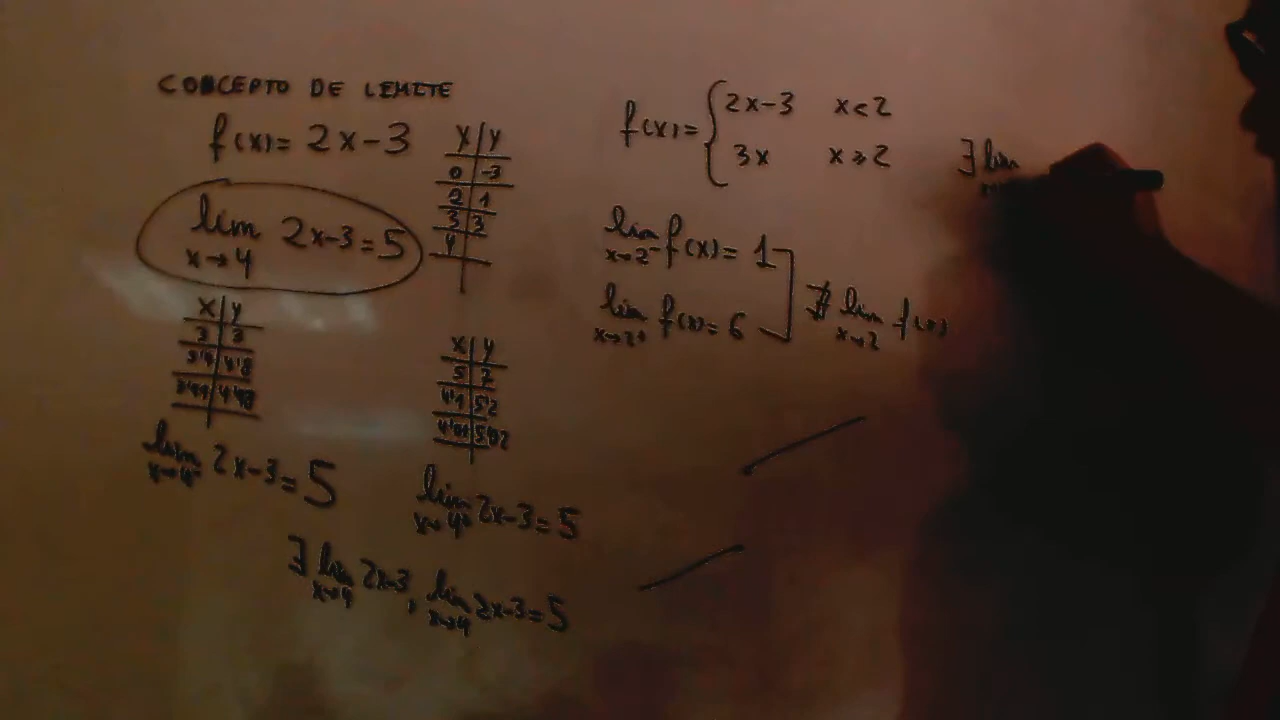 CONCEPTO DE LIMITE
f(x)= 2x-3
x | y
0 | -3
2 | 1
3 | 3
4 |
lim 2x-3=5
x→4
x | y
3 | 3
3'9 | 4'8
3'99 | 4'98
lim 2x-3=5
x→4⁻
x | y
5 | 7
4'1 | 5'2
4'01 | 5'02
lim 2x-3=5
x→4⁺
∃ lim 2x-3, lim 2x-3=5
x→4 x→4
f(x)= { 2x-3 x<2
3x x≥2
lim f(x)= 1
x→2⁻
lim f(x)= 6
x→2⁺
∄ lim f(x)
x→2
∃ lim